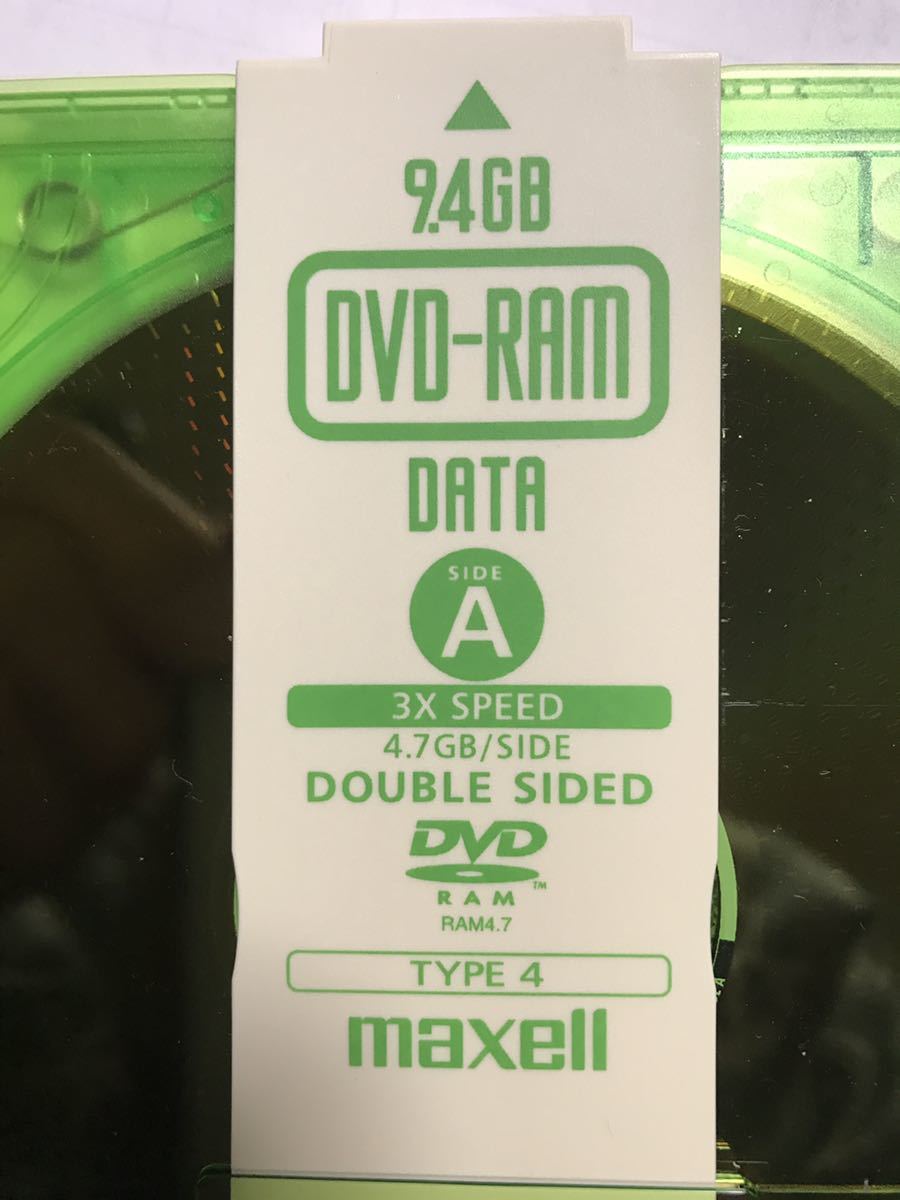 9.4GB
DVD-RAM
DATA
SIDE
A
3X SPEED
4.7GB/SIDE
DOUBLE SIDED
DVD
RAM™
RAM4.7
TYPE 4
maxell